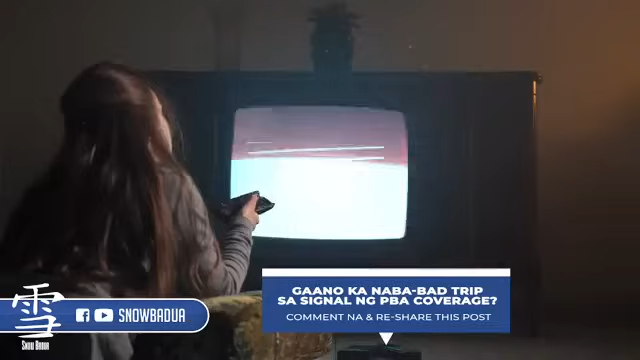 GAANO KA NABA-BAD TRIP
SA SIGNAL NG PBA COVERAGE?
COMMENT NA & RE-SHARE THIS POST
雪
SNOW BADUA
SNOWBADUA